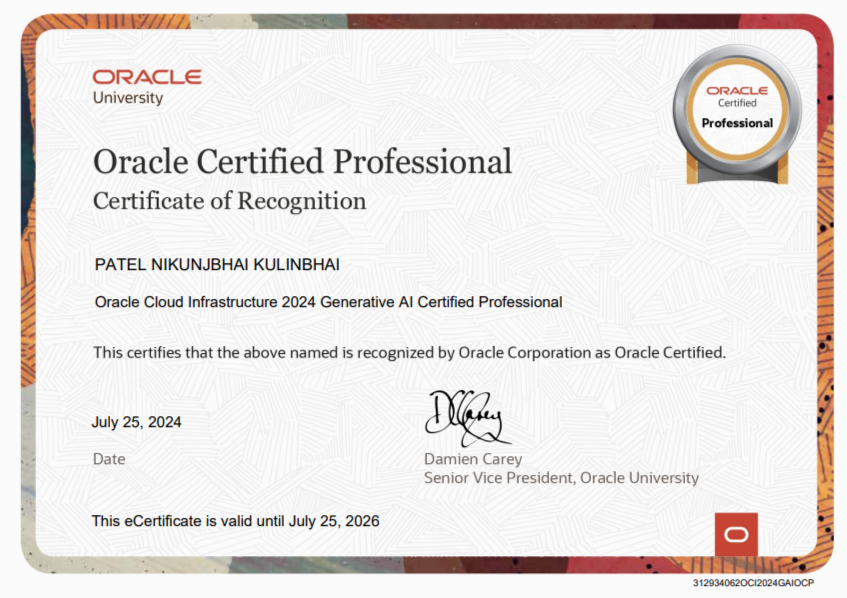 ORACLE
University
ORACLE
Certified
Professional
Oracle Certified Professional
Certificate of Recognition
PATEL NIKUNJBHAI KULINBHAI
Oracle Cloud Infrastructure 2024 Generative AI Certified Professional
This certifies that the above named is recognized by Oracle Corporation as Oracle Certified.
DCarey
July 25, 2024
Date
Damien Carey
Senior Vice President, Oracle University
This eCertificate is valid until July 25, 2026
312934062OCI2024GAIOCP